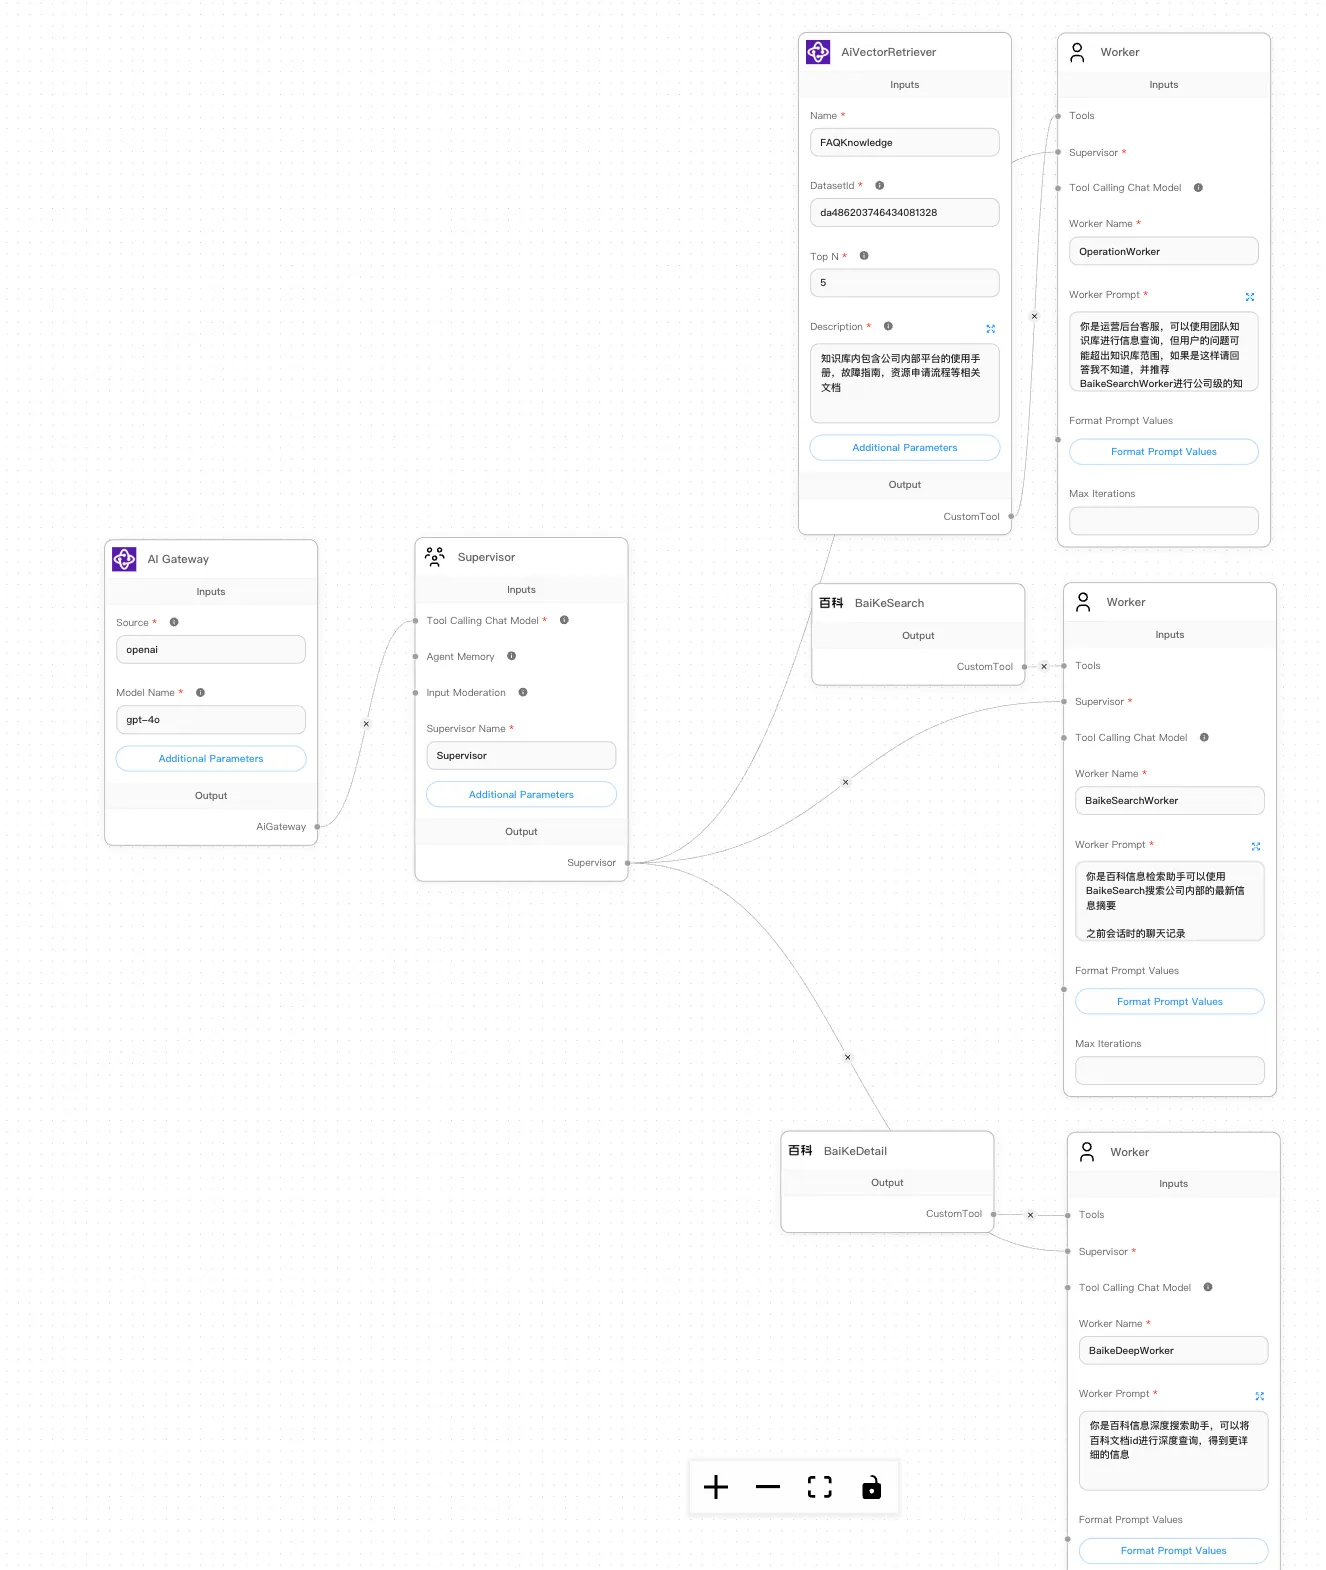 AI Gateway
Inputs
Source *
openai
Model Name *
gpt-4o
Additional Parameters
Output
AiGateway
Supervisor
Inputs
Tool Calling Chat Model *
Agent Memory
Input Moderation
Supervisor Name *
Supervisor
Additional Parameters
Output
Supervisor
AiVectorRetriever
Inputs
Name *
FAQKnowledge
DatasetId *
da486203746434081328
Top N *
5
Description *
知识库内包含公司内部平台的使用手
册，故障指南，资源申请流程等相关
文档
Additional Parameters
Output
CustomTool
Worker
Inputs
Tools
Supervisor *
Tool Calling Chat Model
Worker Name *
OperationWorker
Worker Prompt *
你是运营后台客服，可以使用团队知
识库进行信息查询，但用户的问题可
能超出知识库范围，如果是这样请回
答我不知道，并推荐
BaikeSearchWorker进行公司级的知
Format Prompt Values
Format Prompt Values
Max Iterations
百科 BaiKeSearch
Output
CustomTool
Worker
Inputs
Tools
Supervisor *
Tool Calling Chat Model
Worker Name *
BaikeSearchWorker
Worker Prompt *
你是百科信息检索助手可以使用
BaikeSearch搜索公司内部的最新信
息摘要
之前会话时的聊天记录
Format Prompt Values
Format Prompt Values
Max Iterations
百科 BaiKeDetail
Output
CustomTool
Worker
Inputs
Tools
Supervisor *
Tool Calling Chat Model
Worker Name *
BaikeDeepWorker
Worker Prompt *
你是百科信息深度搜索助手，可以将
百科文档id进行深度查询，得到更详
细的信息
Format Prompt Values
Format Prompt Values